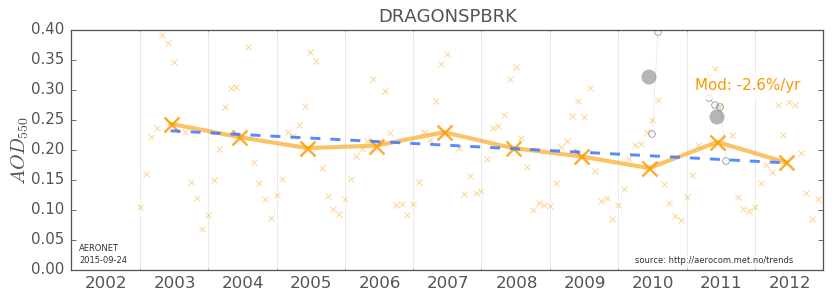 DRAGONSPBRK
0.40
0.35
0.30
0.25
0.20
0.15
0.10
0.05
0.00
AOD550
Mod: -2.6%/yr
AERONET
2015-09-24
source: http://aerocom.met.no/trends
2002 2003 2004 2005 2006 2007 2008 2009 2010 2011 2012